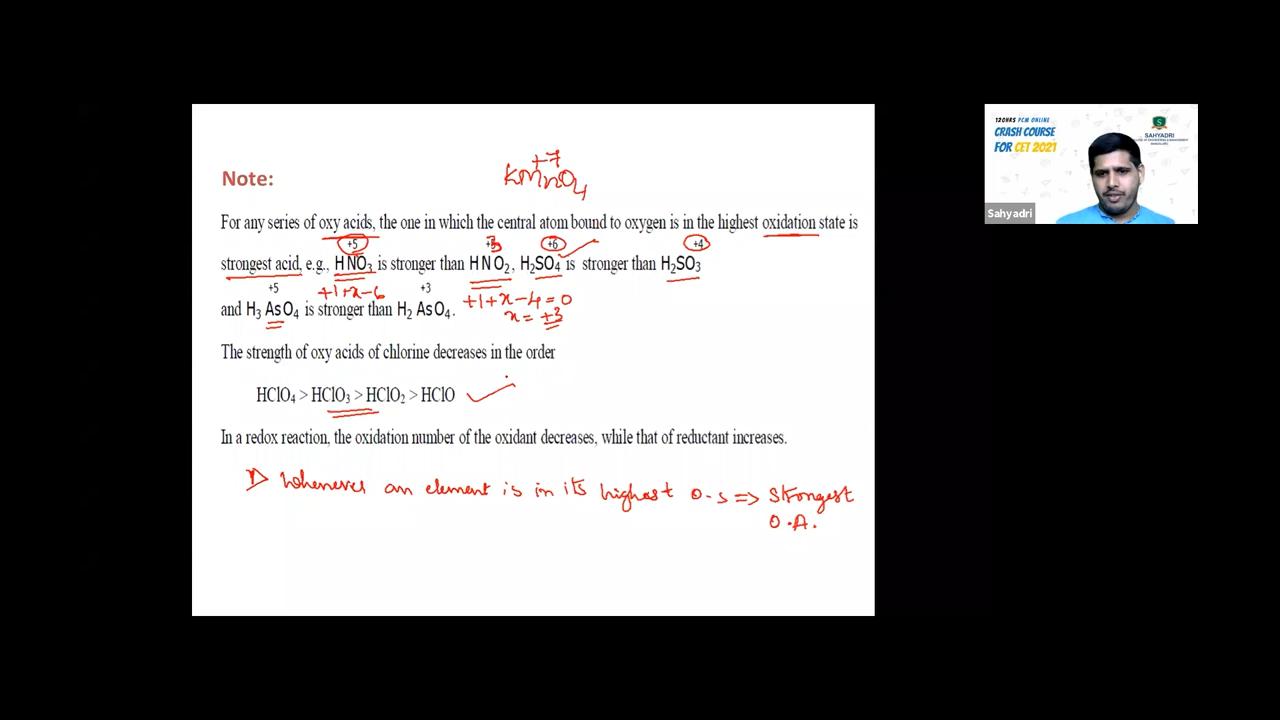 +7
KMnO4
Note:
For any series of oxy acids, the one in which the central atom bound to oxygen is in the highest oxidation state is
+5 +3 +6 +4
strongest acid, e.g., HNO3 is stronger than HNO2, H2SO4 is stronger than H2SO3
+1+x-6 +1+x-4=0
+5 +3
and H3AsO4 is stronger than H2AsO4.
x=+3
The strength of oxy acids of chlorine decreases in the order
HClO4 > HClO3 > HClO2 > HClO
In a redox reaction, the oxidation number of the oxidant decreases, while that of reductant increases.
1) Whenever an element is in its highest O.S => Strongest
O.A.
120HRS PCM ONLINE
CRASH COURSE
FOR CET 2021
S
SAHYADRI
Sahyadri